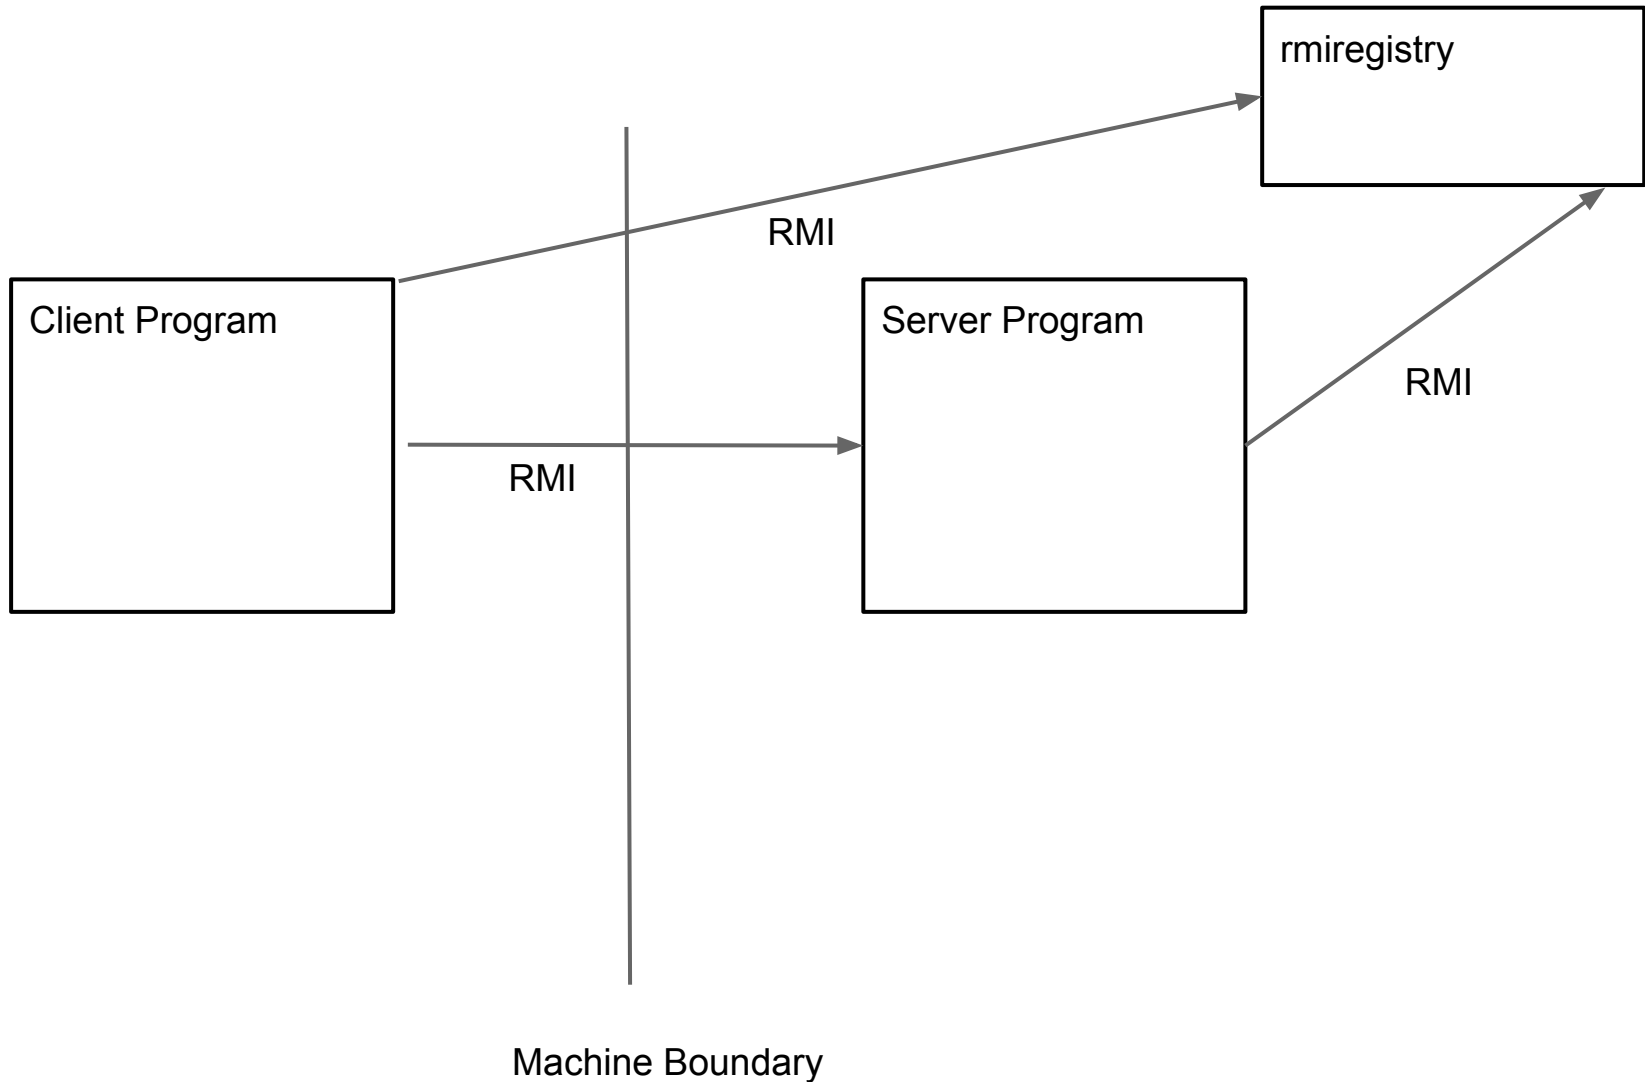 rmiregistry
RMI
Client Program
Server Program
RMI
RMI
Machine Boundary